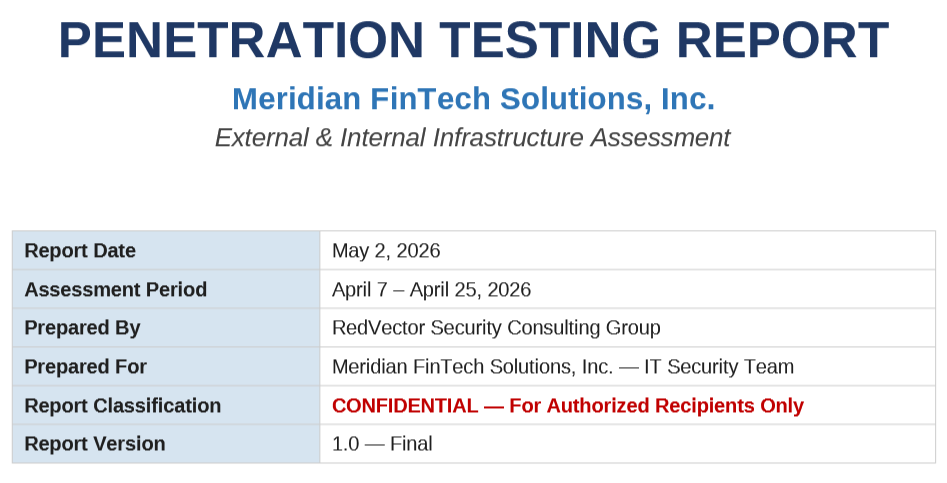 PENETRATION TESTING REPORT
Meridian FinTech Solutions, Inc.
External & Internal Infrastructure Assessment
Report Date May 2, 2026
Assessment Period April 7 – April 25, 2026
Prepared By RedVector Security Consulting Group
Prepared For Meridian FinTech Solutions, Inc. — IT Security Team
Report Classification CONFIDENTIAL — For Authorized Recipients Only
Report Version 1.0 — Final